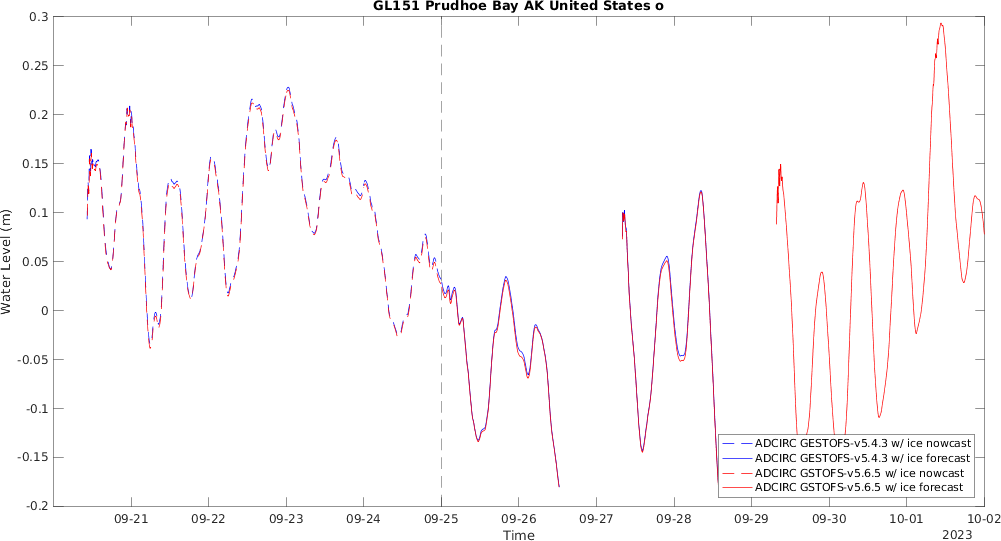 GL151 Prudhoe Bay AK United States o
Water Level (m)
0.3
0.25
0.2
0.15
0.1
0.05
0
-0.05
-0.1
-0.15
-0.2
ADCIRC GESTOFS-v5.4.3 w/ ice nowcast
ADCIRC GESTOFS-v5.4.3 w/ ice forecast
ADCIRC GSTOFS-v5.6.5 w/ ice nowcast
ADCIRC GSTOFS-v5.6.5 w/ ice forecast
09-21 09-22 09-23 09-24 09-25 09-26 09-27 09-28 09-29 09-30 10-01 10-02
Time
2023